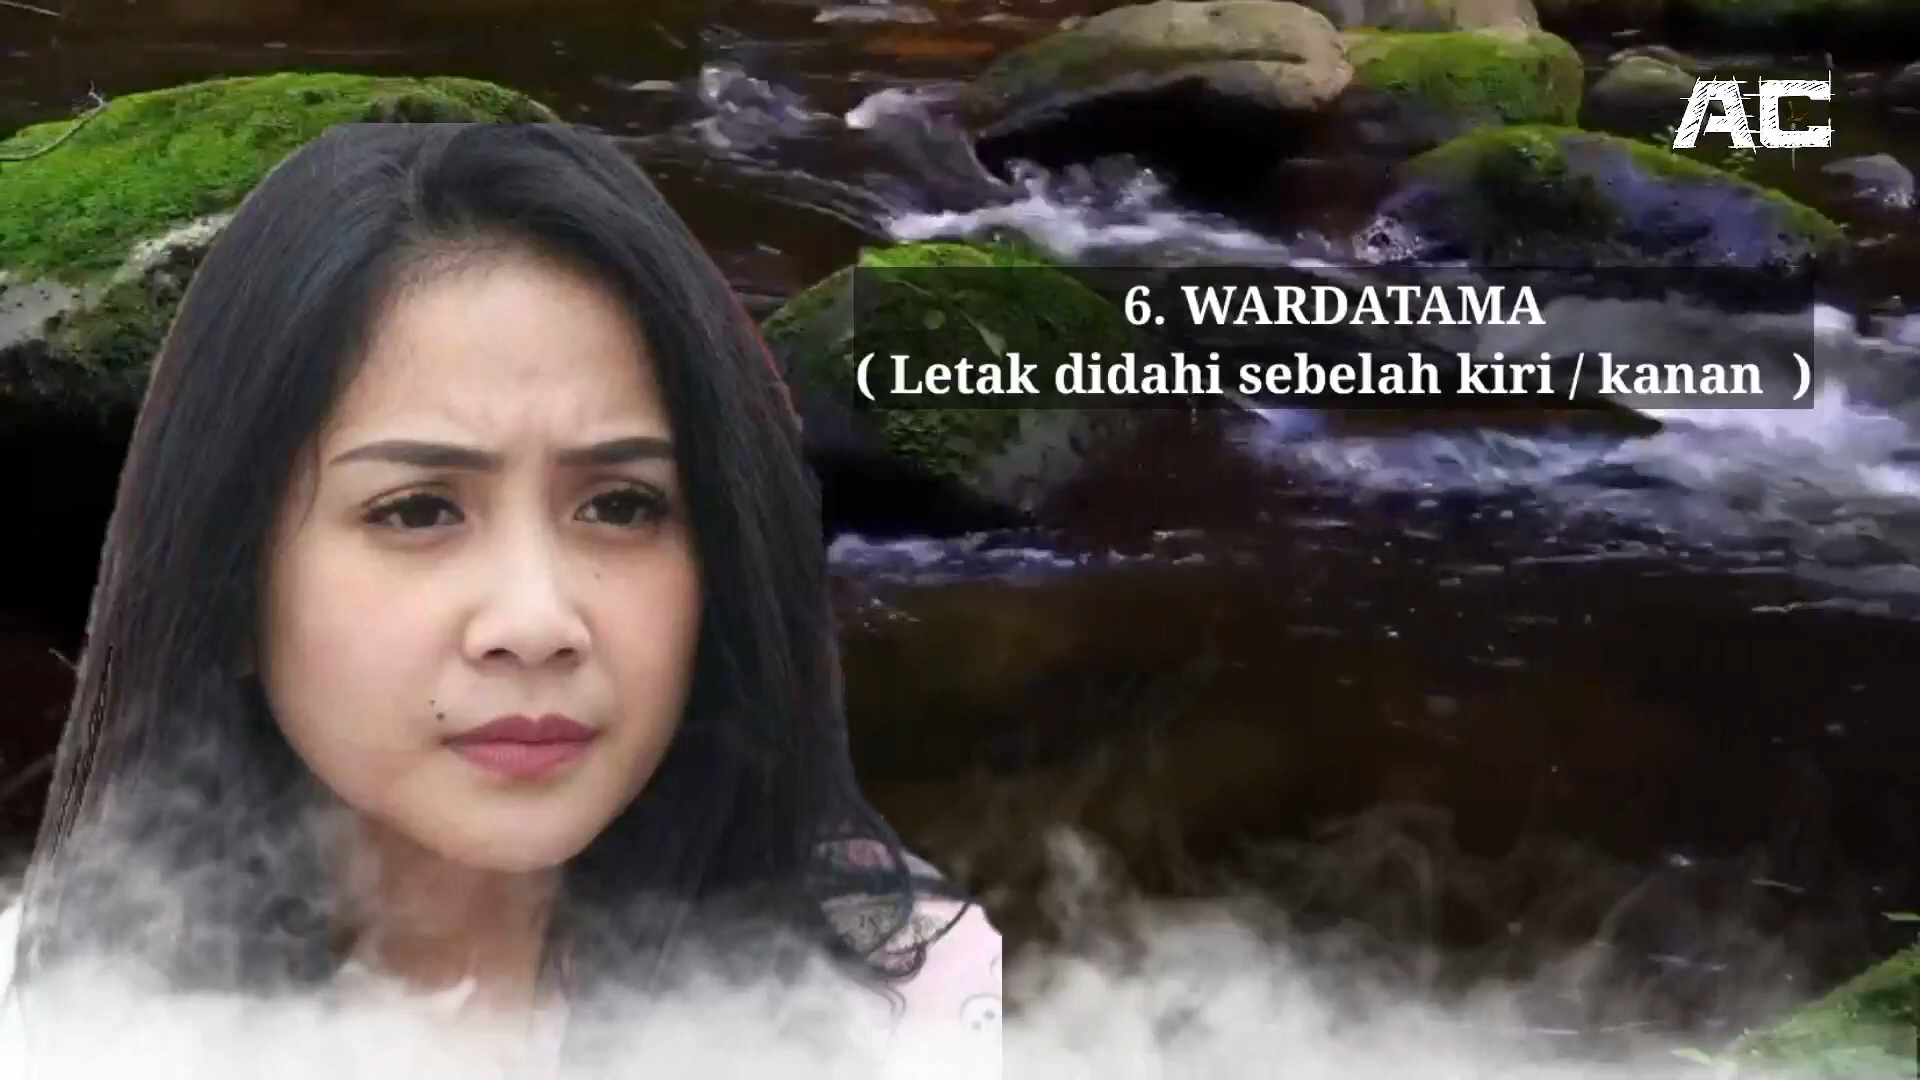 AC
6. WARDATAMA
( Letak didahi sebelah kiri / kanan )